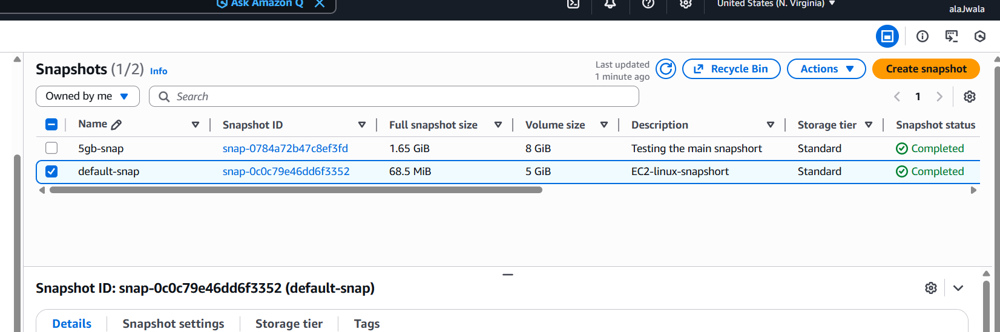 Ask Amazon Q
United States (N. Virginia)
alaJwala
Snapshots (1/2) Info
Last updated
1 minute ago
Recycle Bin
Actions
Create snapshot
Owned by me
Search
1
Name Snapshot ID Full snapshot size Volume size Description Storage tier Snapshot status
5gb-snap snap-0784a72b47c8ef3fd 1.65 GiB 8 GiB Testing the main snapshort Standard Completed
default-snap snap-0c0c79e46dd6f3352 68.5 MiB 5 GiB EC2-linux-snapshort Standard Completed
Snapshot ID: snap-0c0c79e46dd6f3352 (default-snap)
Details Snapshot settings Storage tier Tags